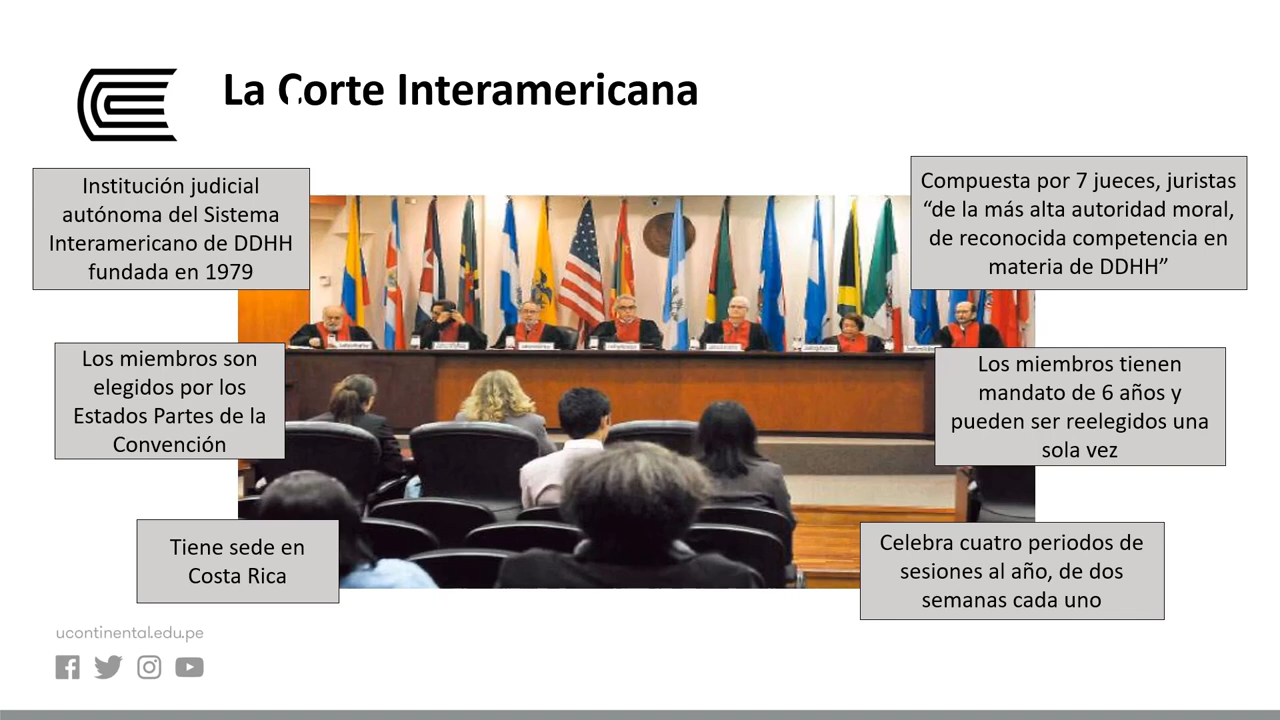 La Corte Interamericana
Institución judicial
autónoma del Sistema
Interamericano de DDHH
fundada en 1979
Compuesta por 7 jueces, juristas
“de la más alta autoridad moral,
de reconocida competencia en
materia de DDHH”
Los miembros son
elegidos por los
Estados Partes de la
Convención
Los miembros tienen
mandato de 6 años y
pueden ser reelegidos una
sola vez
Tiene sede en
Costa Rica
Celebra cuatro periodos de
sesiones al año, de dos
semanas cada uno
ucontinental.edu.pe